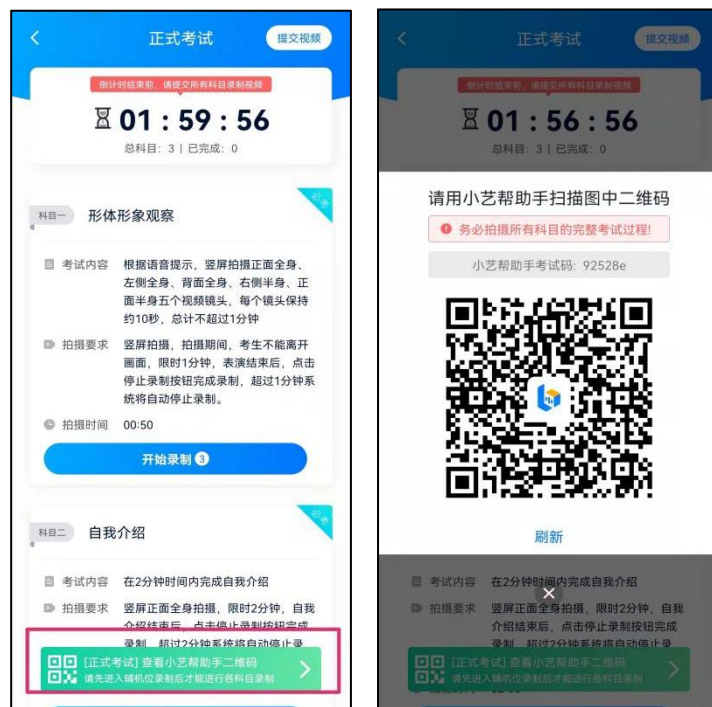 正式考试
提交视频
倒计时结束前，请提交所有科目录制视频
01 : 59 : 56
总科目：3 | 已完成：0
科目一
形体形象观察
必考
考试内容
根据语音提示，竖屏拍摄正面全身、
左侧全身、背面全身、右侧半身、正
面半身五个视频镜头，每个镜头保持
约10秒，总计不超过1分钟
拍摄要求
竖屏拍摄，拍摄期间，考生不能离开
画面，限时1分钟，表演结束后，点击
停止录制按钮完成录制，超过1分钟系
统将自动停止录制。
拍摄时间
00:50
开始录制 3
科目二
自我介绍
必考
考试内容
在2分钟时间内完成自我介绍
拍摄要求
竖屏正面全身拍摄，限时2分钟，自我
介绍结束后，点击停止录制按钮完成
录制，超过2分钟系统将自动停止录
[正式考试] 查看小艺帮助手二维码
请先进入辅机位录制后才能进行各科目录制
正式考试
提交视频
倒计时结束前，请提交所有科目录制视频
01 : 56 : 56
总科目：3 | 已完成：0
请用小艺帮助手扫描图中二维码
务必拍摄所有科目的完整考试过程!
小艺帮助手考试码：92528e
刷新
考试内容
在2分钟时间内完成自我介绍
拍摄要求
竖屏正面全身拍摄，限时2分钟，自我
介绍结束后，点击停止录制按钮完成
录制，超过2分钟系统将自动停止录
[正式考试] 查看小艺帮助手二维码
请先进入辅机位录制后才能进行各科目录制